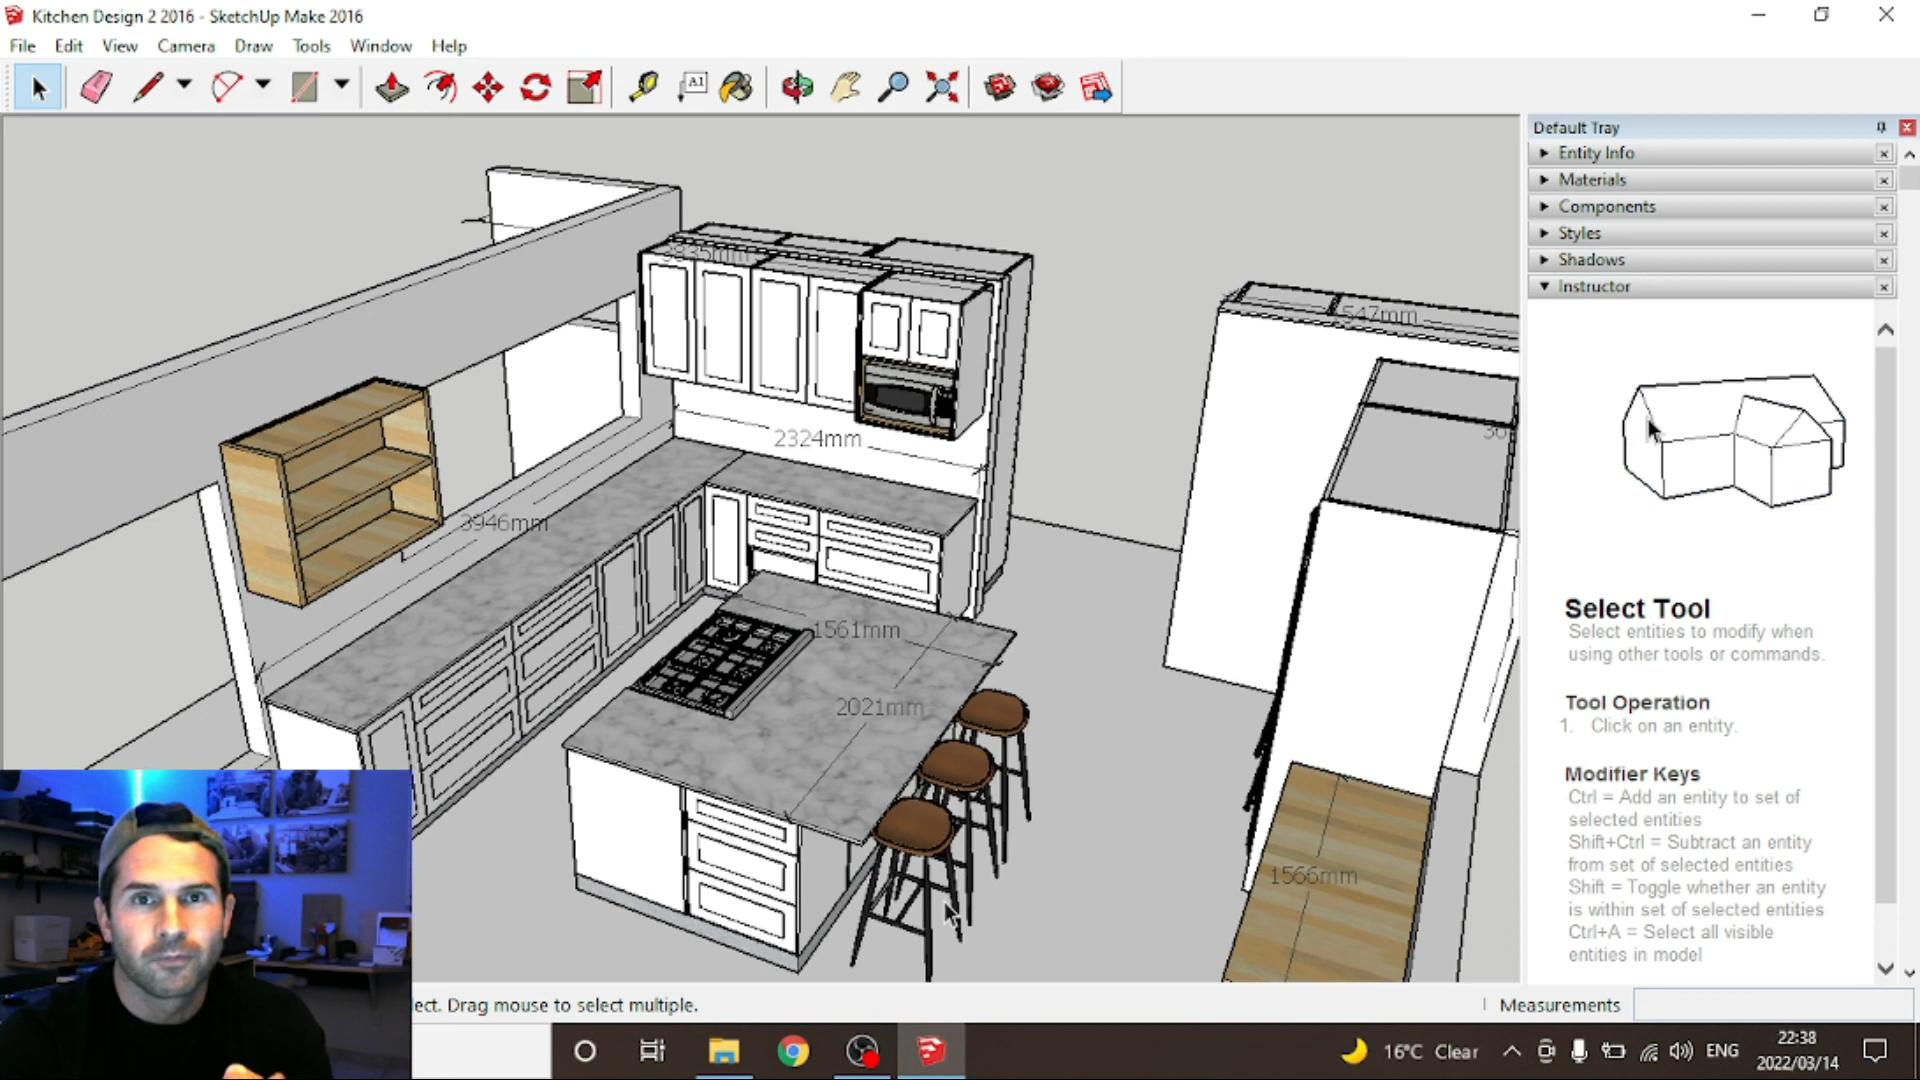 Kitchen Design 2 2016 - SketchUp Make 2016
File Edit View Camera Draw Tools Window Help
A1
Default Tray
Entity Info
Materials
Components
Styles
Shadows
Instructor
3935mm
1547mm
2324mm
36
3946mm
1561mm
2021mm
1566mm
Select Tool
Select entities to modify when
using other tools or commands.
Tool Operation
1. Click on an entity.
Modifier Keys
Ctrl = Add an entity to set of
selected entities
Shift+Ctrl = Subtract an entity
from set of selected entities
Shift = Toggle whether an entity
is within set of selected entities
Ctrl+A = Select all visible
entities in model
ect. Drag mouse to select multiple.
Measurements
16°C Clear
ENG
22:38
2022/03/14